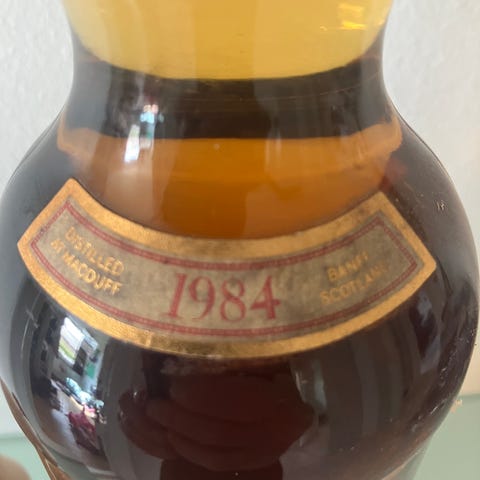 DISTILLED
AT MACDUFF
1984
BANFF
SCOTLAND